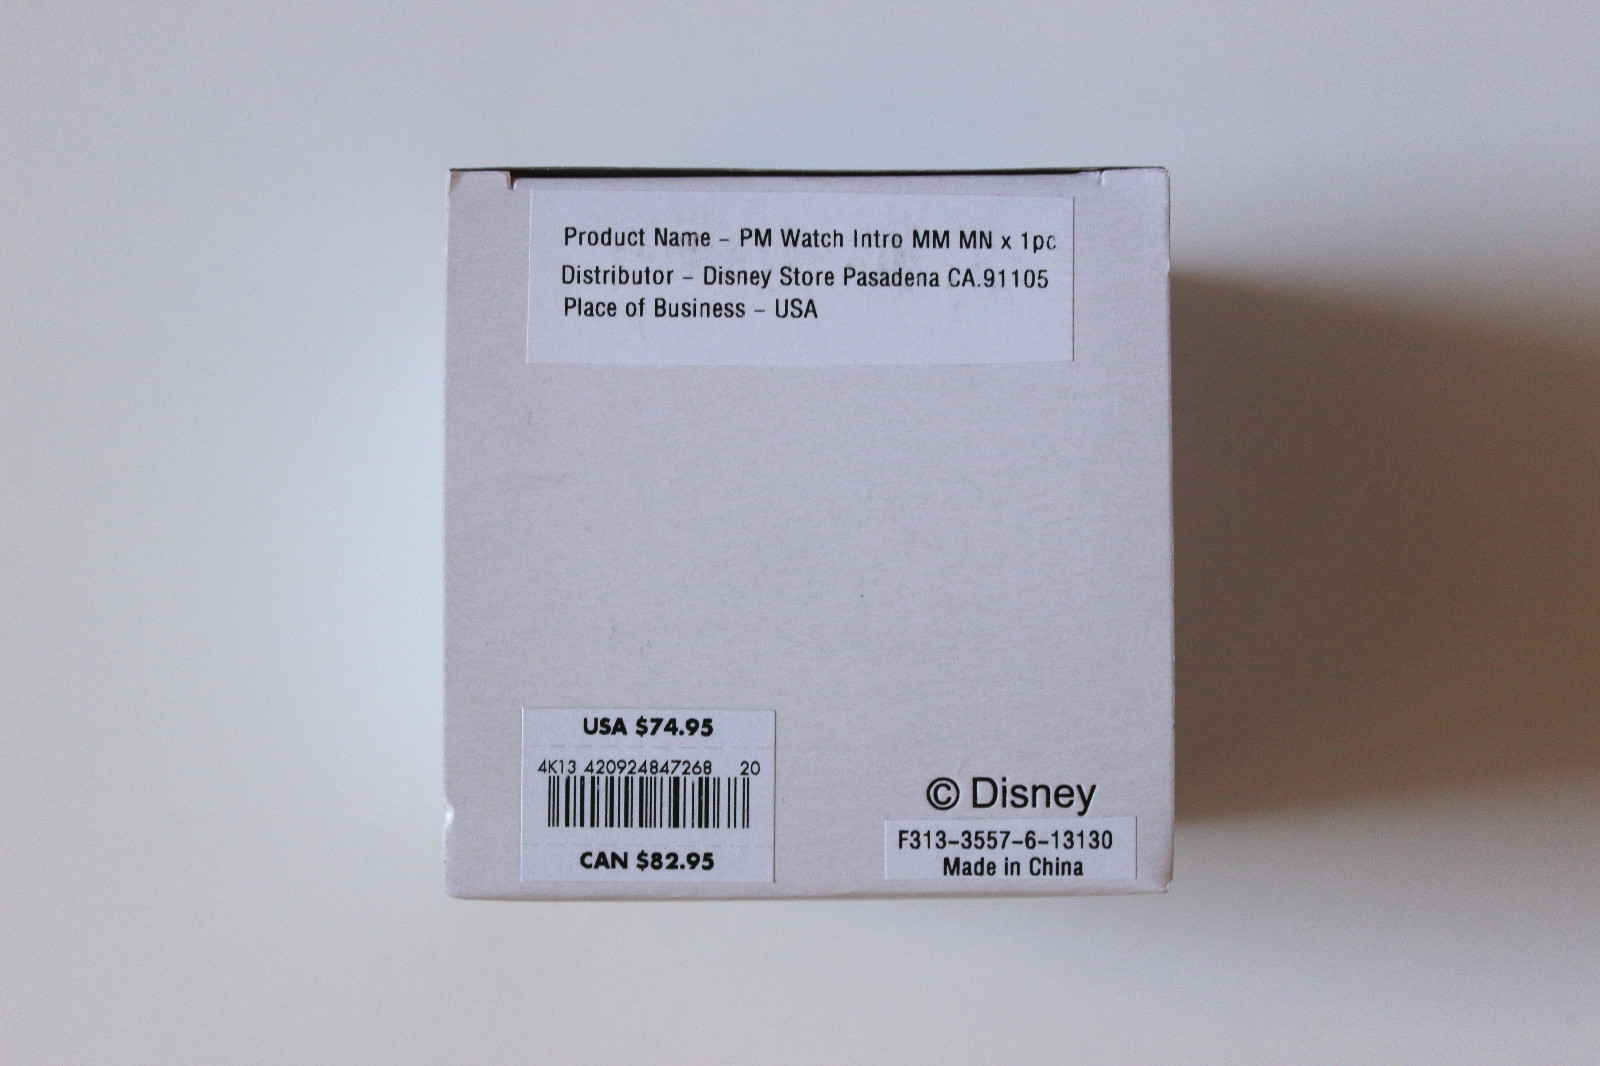 Product Name – PM Watch Intro MM MN x 1pc
Distributor – Disney Store Pasadena CA.91105
Place of Business – USA
USA $74.95
4K13 420924847268 20
CAN $82.95
© Disney
F313–3557–6–13130
Made in China